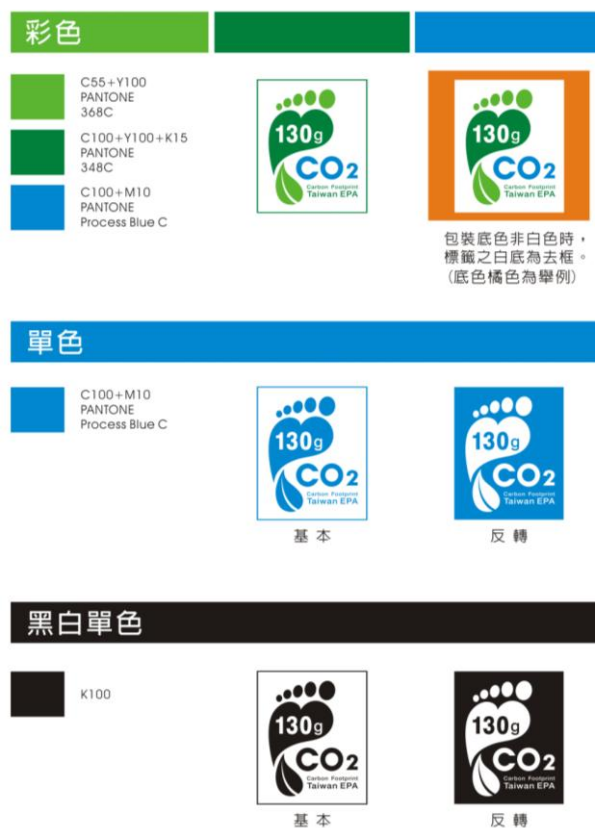 彩色
C55+Y100
PANTONE
368C
C100+Y100+K15
PANTONE
348C
C100+M10
PANTONE
Process Blue C
130g
CO2
Carbon Footprint
Taiwan EPA
130g
CO2
Carbon Footprint
Taiwan EPA
包裝底色非白色時，
標籤之白底為去框。
(底色橘色為舉例)
單色
C100+M10
PANTONE
Process Blue C
130g
CO2
Carbon Footprint
Taiwan EPA
基本
130g
CO2
Carbon Footprint
Taiwan EPA
反轉
黑白單色
K100
130g
CO2
Carbon Footprint
Taiwan EPA
基本
130g
CO2
Carbon Footprint
Taiwan EPA
反轉